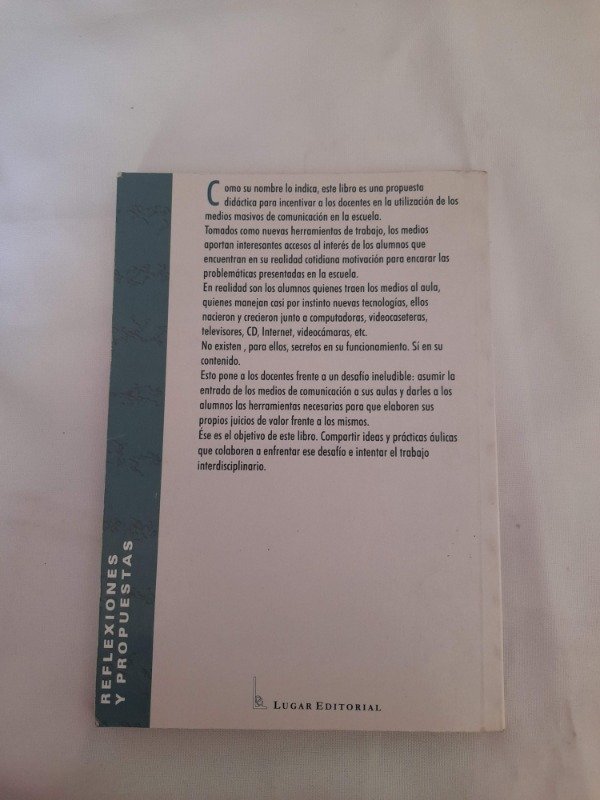 Como su nombre lo indica, este libro es una propuesta
didáctica para incentivar a los docentes en la utilización de los
medios masivos de comunicación en la escuela.
Tomados como nuevas herramientas de trabajo, los medios
aportan interesantes accesos al interés de los alumnos que
encuentran en su realidad cotidiana motivación para encarar las
problemáticas presentadas en la escuela.
En realidad son los alumnos quienes traen los medios al aula,
quienes manejan casi por instinto nuevas tecnologías, ellos
nacieron y crecieron junto a computadoras, videocaseteras,
televisores, CD, Internet, videocámaras, etc.
No existen , para ellos, secretos en su funcionamiento. Sí en su
contenido.
Esto pone a los docentes frente a un desafío ineludible: asumir la
entrada de los medios de comunicación a sus aulas y darles a los
alumnos las herramientas necesarias para que elaboren sus
propios juicios de valor frente a los mismos.
Ése es el objetivo de este libro. Compartir ideas y prácticas áulicas
que colaboren a enfrentar ese desafío e intentar el trabajo
interdisciplinario.
REFLEXIONES
Y PROPUESTAS
LUGAR EDITORIAL